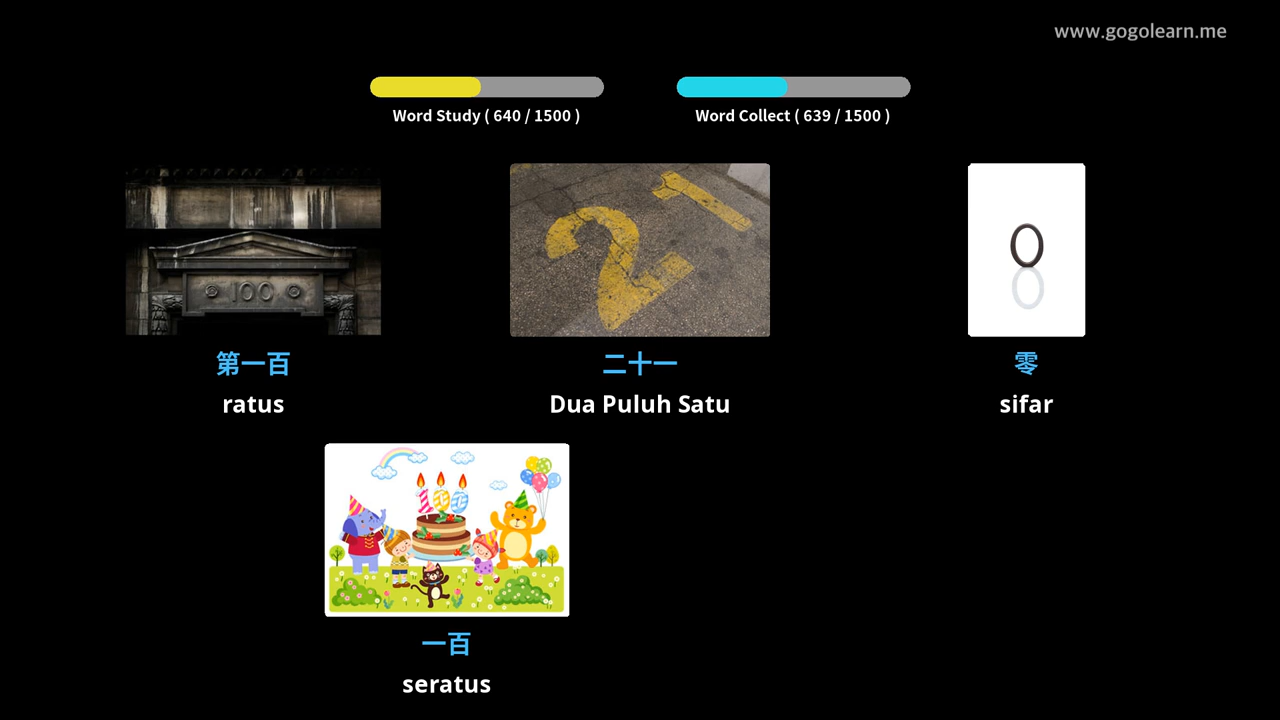 www.gogolearn.me
Word Study ( 640 / 1500 )
Word Collect ( 639 / 1500 )
100
21
0
第一百
二十一
零
ratus
Dua Puluh Satu
sifar
100
一百
seratus